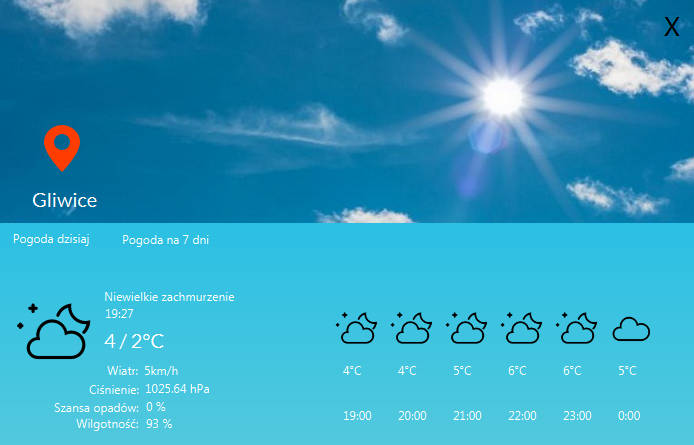 X
Gliwice
Pogoda dzisiaj Pogoda na 7 dni
Niewielkie zachmurzenie
19:27
4 / 2°C
Wiatr: 5km/h
Ciśnienie: 1025.64 hPa
Szansa opadów: 0 %
Wilgotność: 93 %
4°C 4°C 5°C 6°C 6°C 5°C
19:00 20:00 21:00 22:00 23:00 0:00